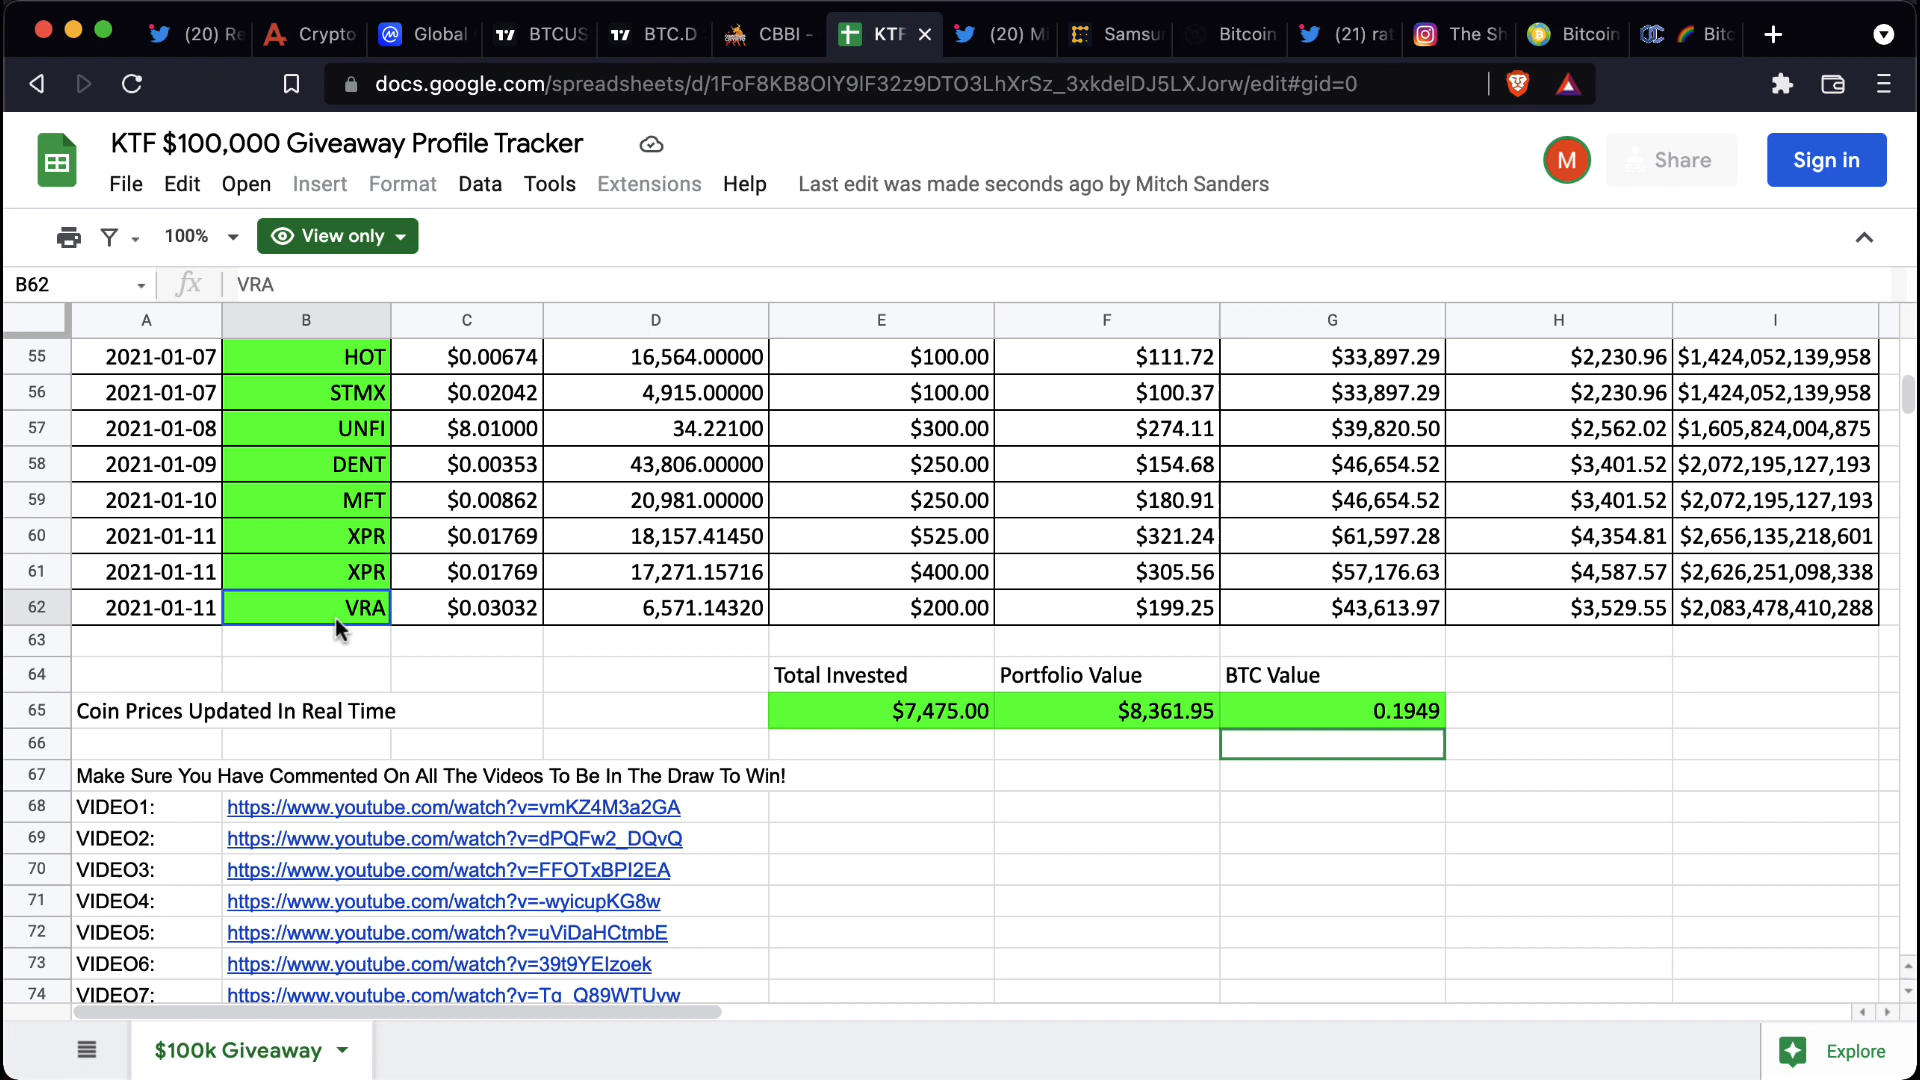 (20) Re
Crypto
Global
BTCUS
BTC.D
CBBI -
KTF
(20) Mi
Samsu
Bitcoin
(21) rat
The Sh
Bitcoin
Bitc
docs.google.com/spreadsheets/d/1FoF8KB8OIY9lF32z9DTO3LhXrSz_3xkdelDJ5LXJorw/edit#gid=0
KTF $100,000 Giveaway Profile Tracker
M
Share
Sign in
File Edit Open Insert Format Data Tools Extensions Help Last edit was made seconds ago by Mitch Sanders
100% View only
B62 fx VRA
A B C D E F G H I
55 2021-01-07 HOT $0.00674 16,564.00000 $100.00 $111.72 $33,897.29 $2,230.96 $1,424,052,139,958
56 2021-01-07 STMX $0.02042 4,915.00000 $100.00 $100.37 $33,897.29 $2,230.96 $1,424,052,139,958
57 2021-01-08 UNFI $8.01000 34.22100 $300.00 $274.11 $39,820.50 $2,562.02 $1,605,824,004,875
58 2021-01-09 DENT $0.00353 43,806.00000 $250.00 $154.68 $46,654.52 $3,401.52 $2,072,195,127,193
59 2021-01-10 MFT $0.00862 20,981.00000 $250.00 $180.91 $46,654.52 $3,401.52 $2,072,195,127,193
60 2021-01-11 XPR $0.01769 18,157.41450 $525.00 $321.24 $61,597.28 $4,354.81 $2,656,135,218,601
61 2021-01-11 XPR $0.01769 17,271.15716 $400.00 $305.56 $57,176.63 $4,587.57 $2,626,251,098,338
62 2021-01-11 VRA $0.03032 6,571.14320 $200.00 $199.25 $43,613.97 $3,529.55 $2,083,478,410,288
63
64 Total Invested Portfolio Value BTC Value
65 Coin Prices Updated In Real Time $7,475.00 $8,361.95 0.1949
66
67 Make Sure You Have Commented On All The Videos To Be In The Draw To Win!
68 VIDEO1: https://www.youtube.com/watch?v=vmKZ4M3a2GA
69 VIDEO2: https://www.youtube.com/watch?v=dPQFw2_DQvQ
70 VIDEO3: https://www.youtube.com/watch?v=FFOTxBPI2EA
71 VIDEO4: https://www.youtube.com/watch?v=-wyicupKG8w
72 VIDEO5: https://www.youtube.com/watch?v=uViDaHCtmbE
73 VIDEO6: https://www.youtube.com/watch?v=39t9YEIzoek
74 VIDEO7: https://www.youtube.com/watch?v=Tq_Q89WTUvw
$100k Giveaway
Explore